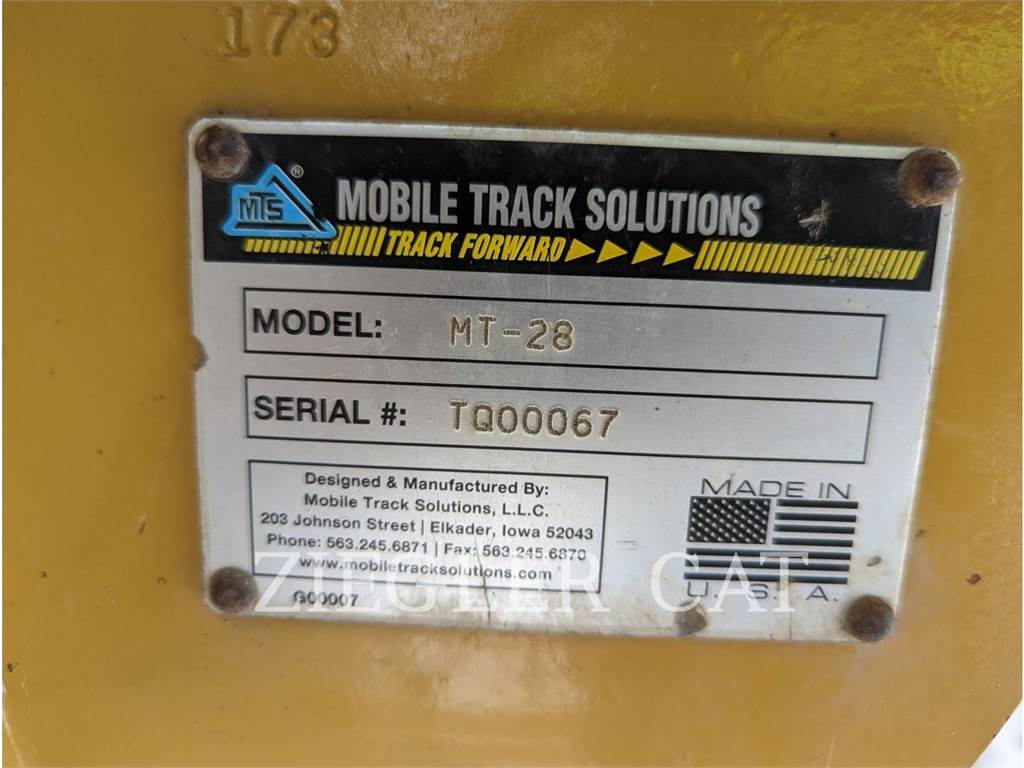 173
MTS ®
MOBILE TRACK SOLUTIONS
TRACK FORWARD
MODEL: MT-28
SERIAL #: TQ00067
Designed & Manufactured By:
Mobile Track Solutions, L.L.C.
203 Johnson Street | Elkader, Iowa 52043
Phone: 563.245.6871 | Fax: 563.245.6870
www.mobiletracksolutions.com
G00007
MADE IN
U. S. A.
ZIEGLER CAT